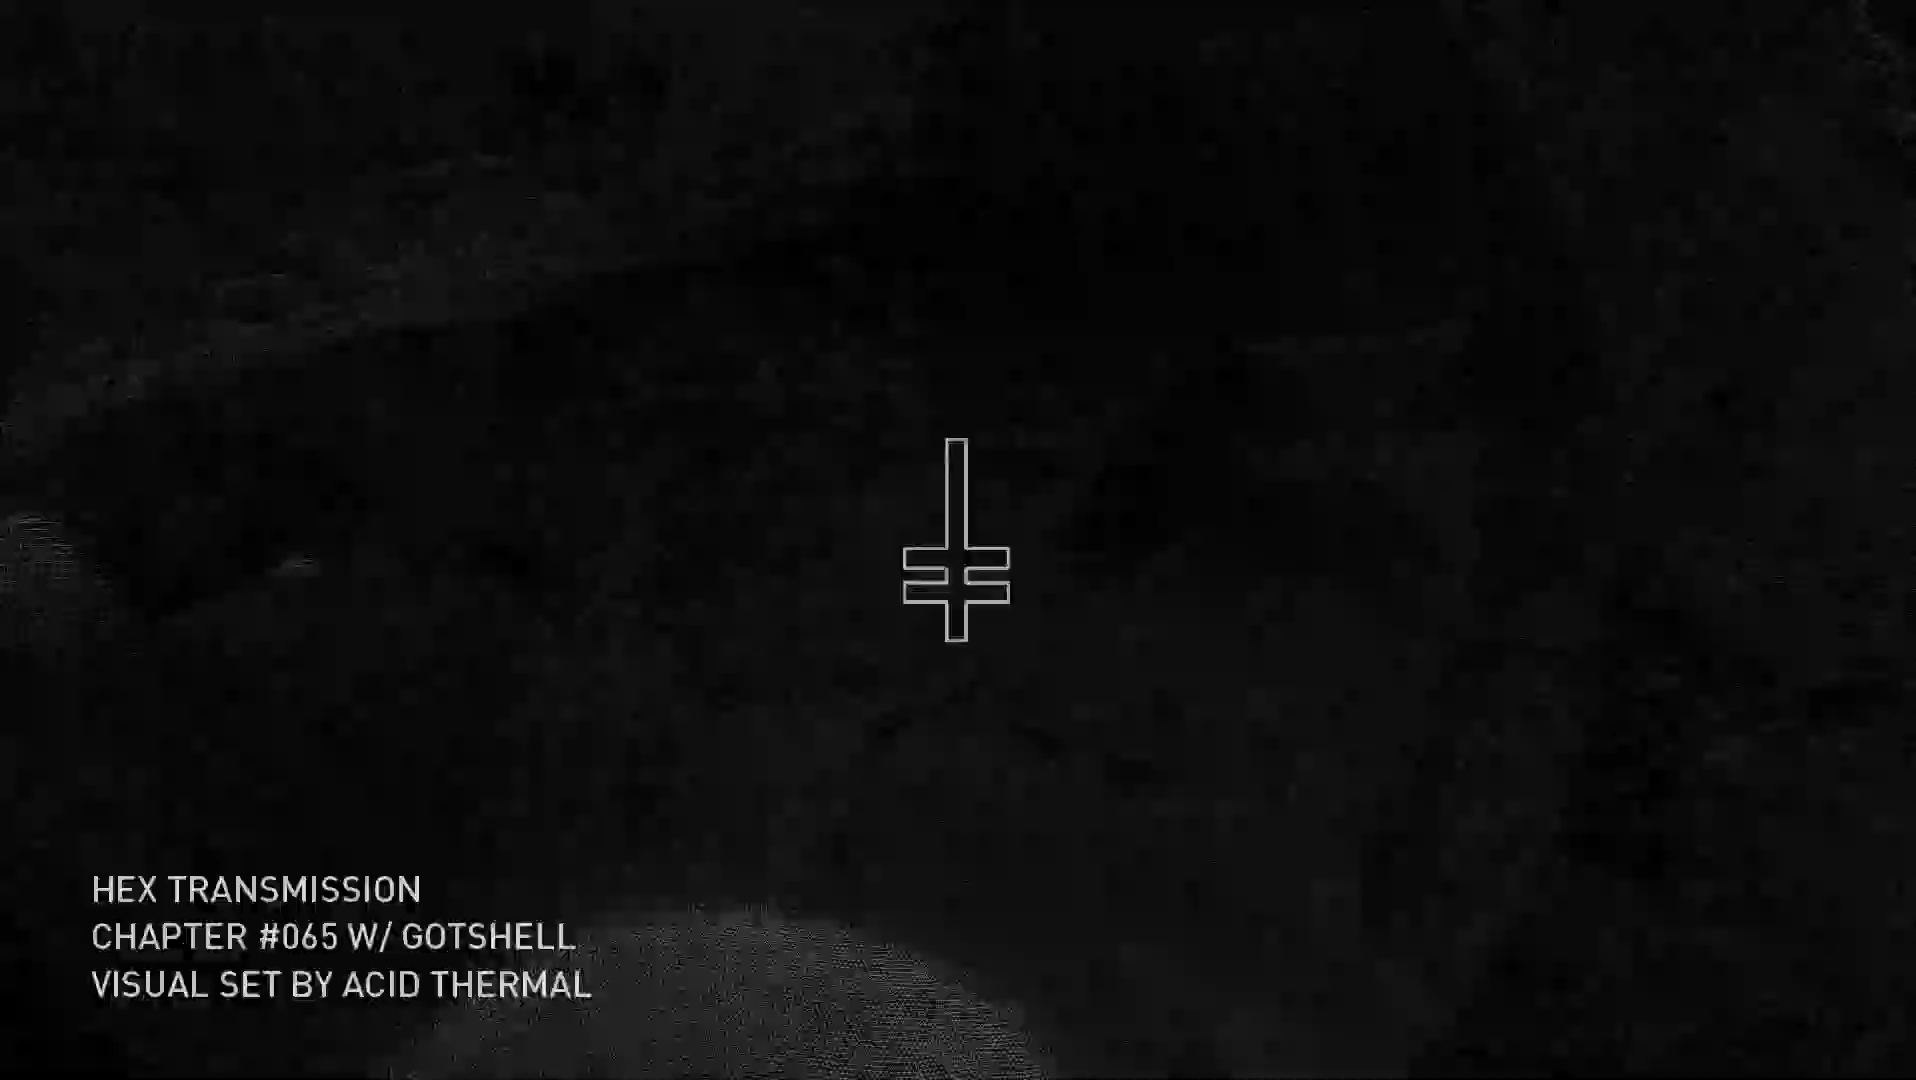 HEX TRANSMISSION
CHAPTER #065 W/ GOTSHELL
VISUAL SET BY ACID THERMAL